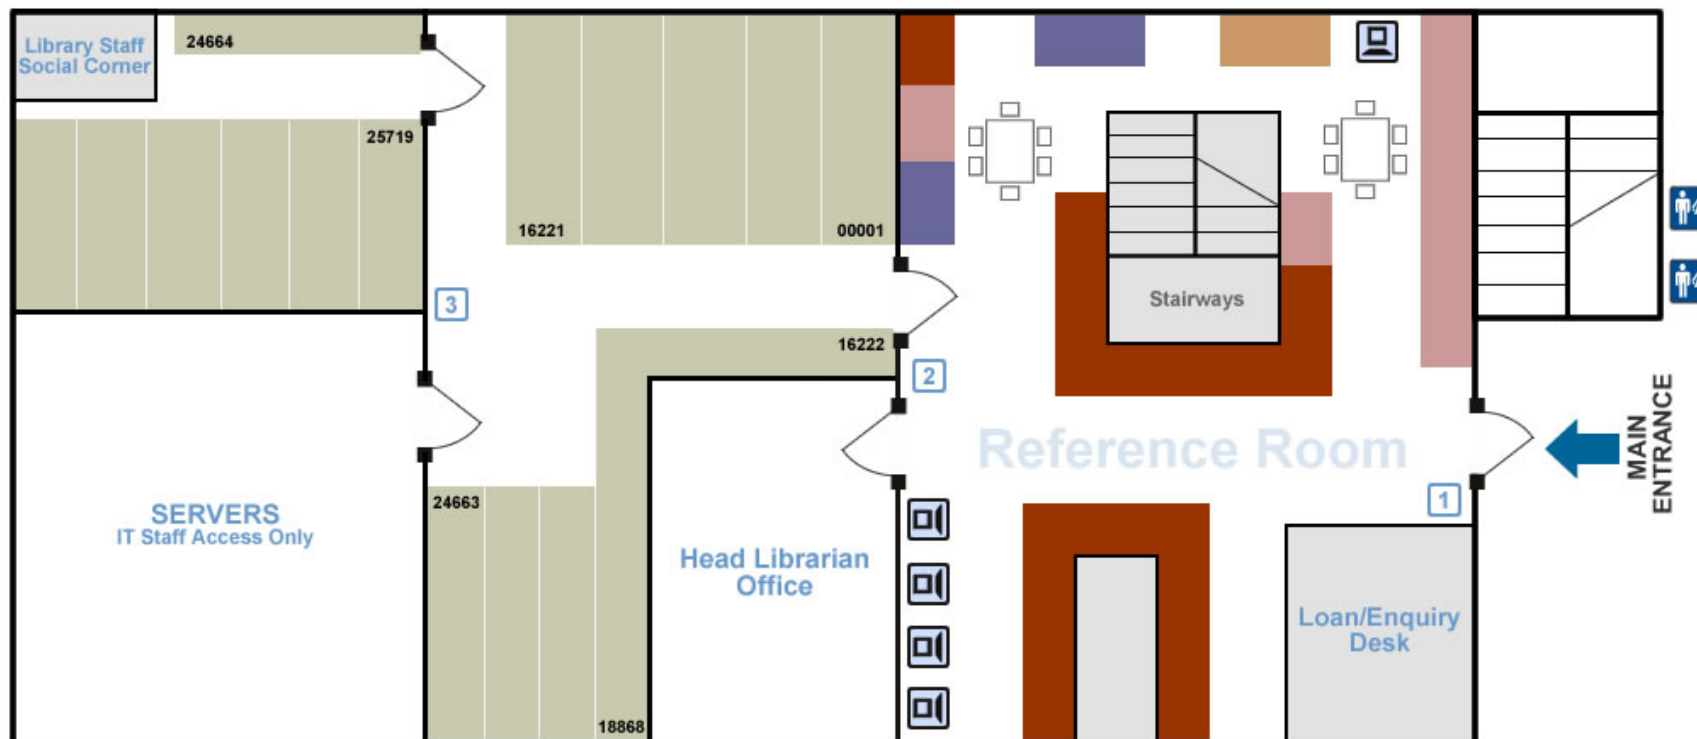 Library Staff
Social Corner
24664
25719
16221
00001
3
Stairways
16222
2
MAIN
ENTRANCE
Reference Room
24663
1
SERVERS
IT Staff Access Only
Head Librarian
Office
Loan/Enquiry
Desk
18868